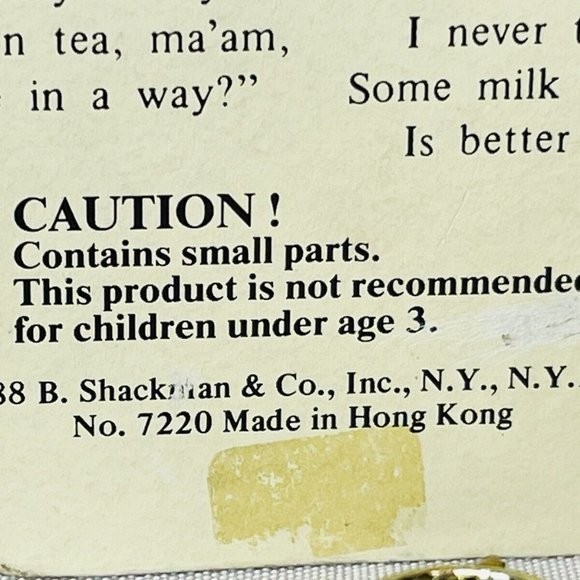 n tea, ma'am,
in a way?"
I never
Some milk
Is better
CAUTION!
Contains small parts.
This product is not recommended
for children under age 3.
88 B. Shackman & Co., Inc., N.Y., N.Y.
No. 7220 Made in Hong Kong